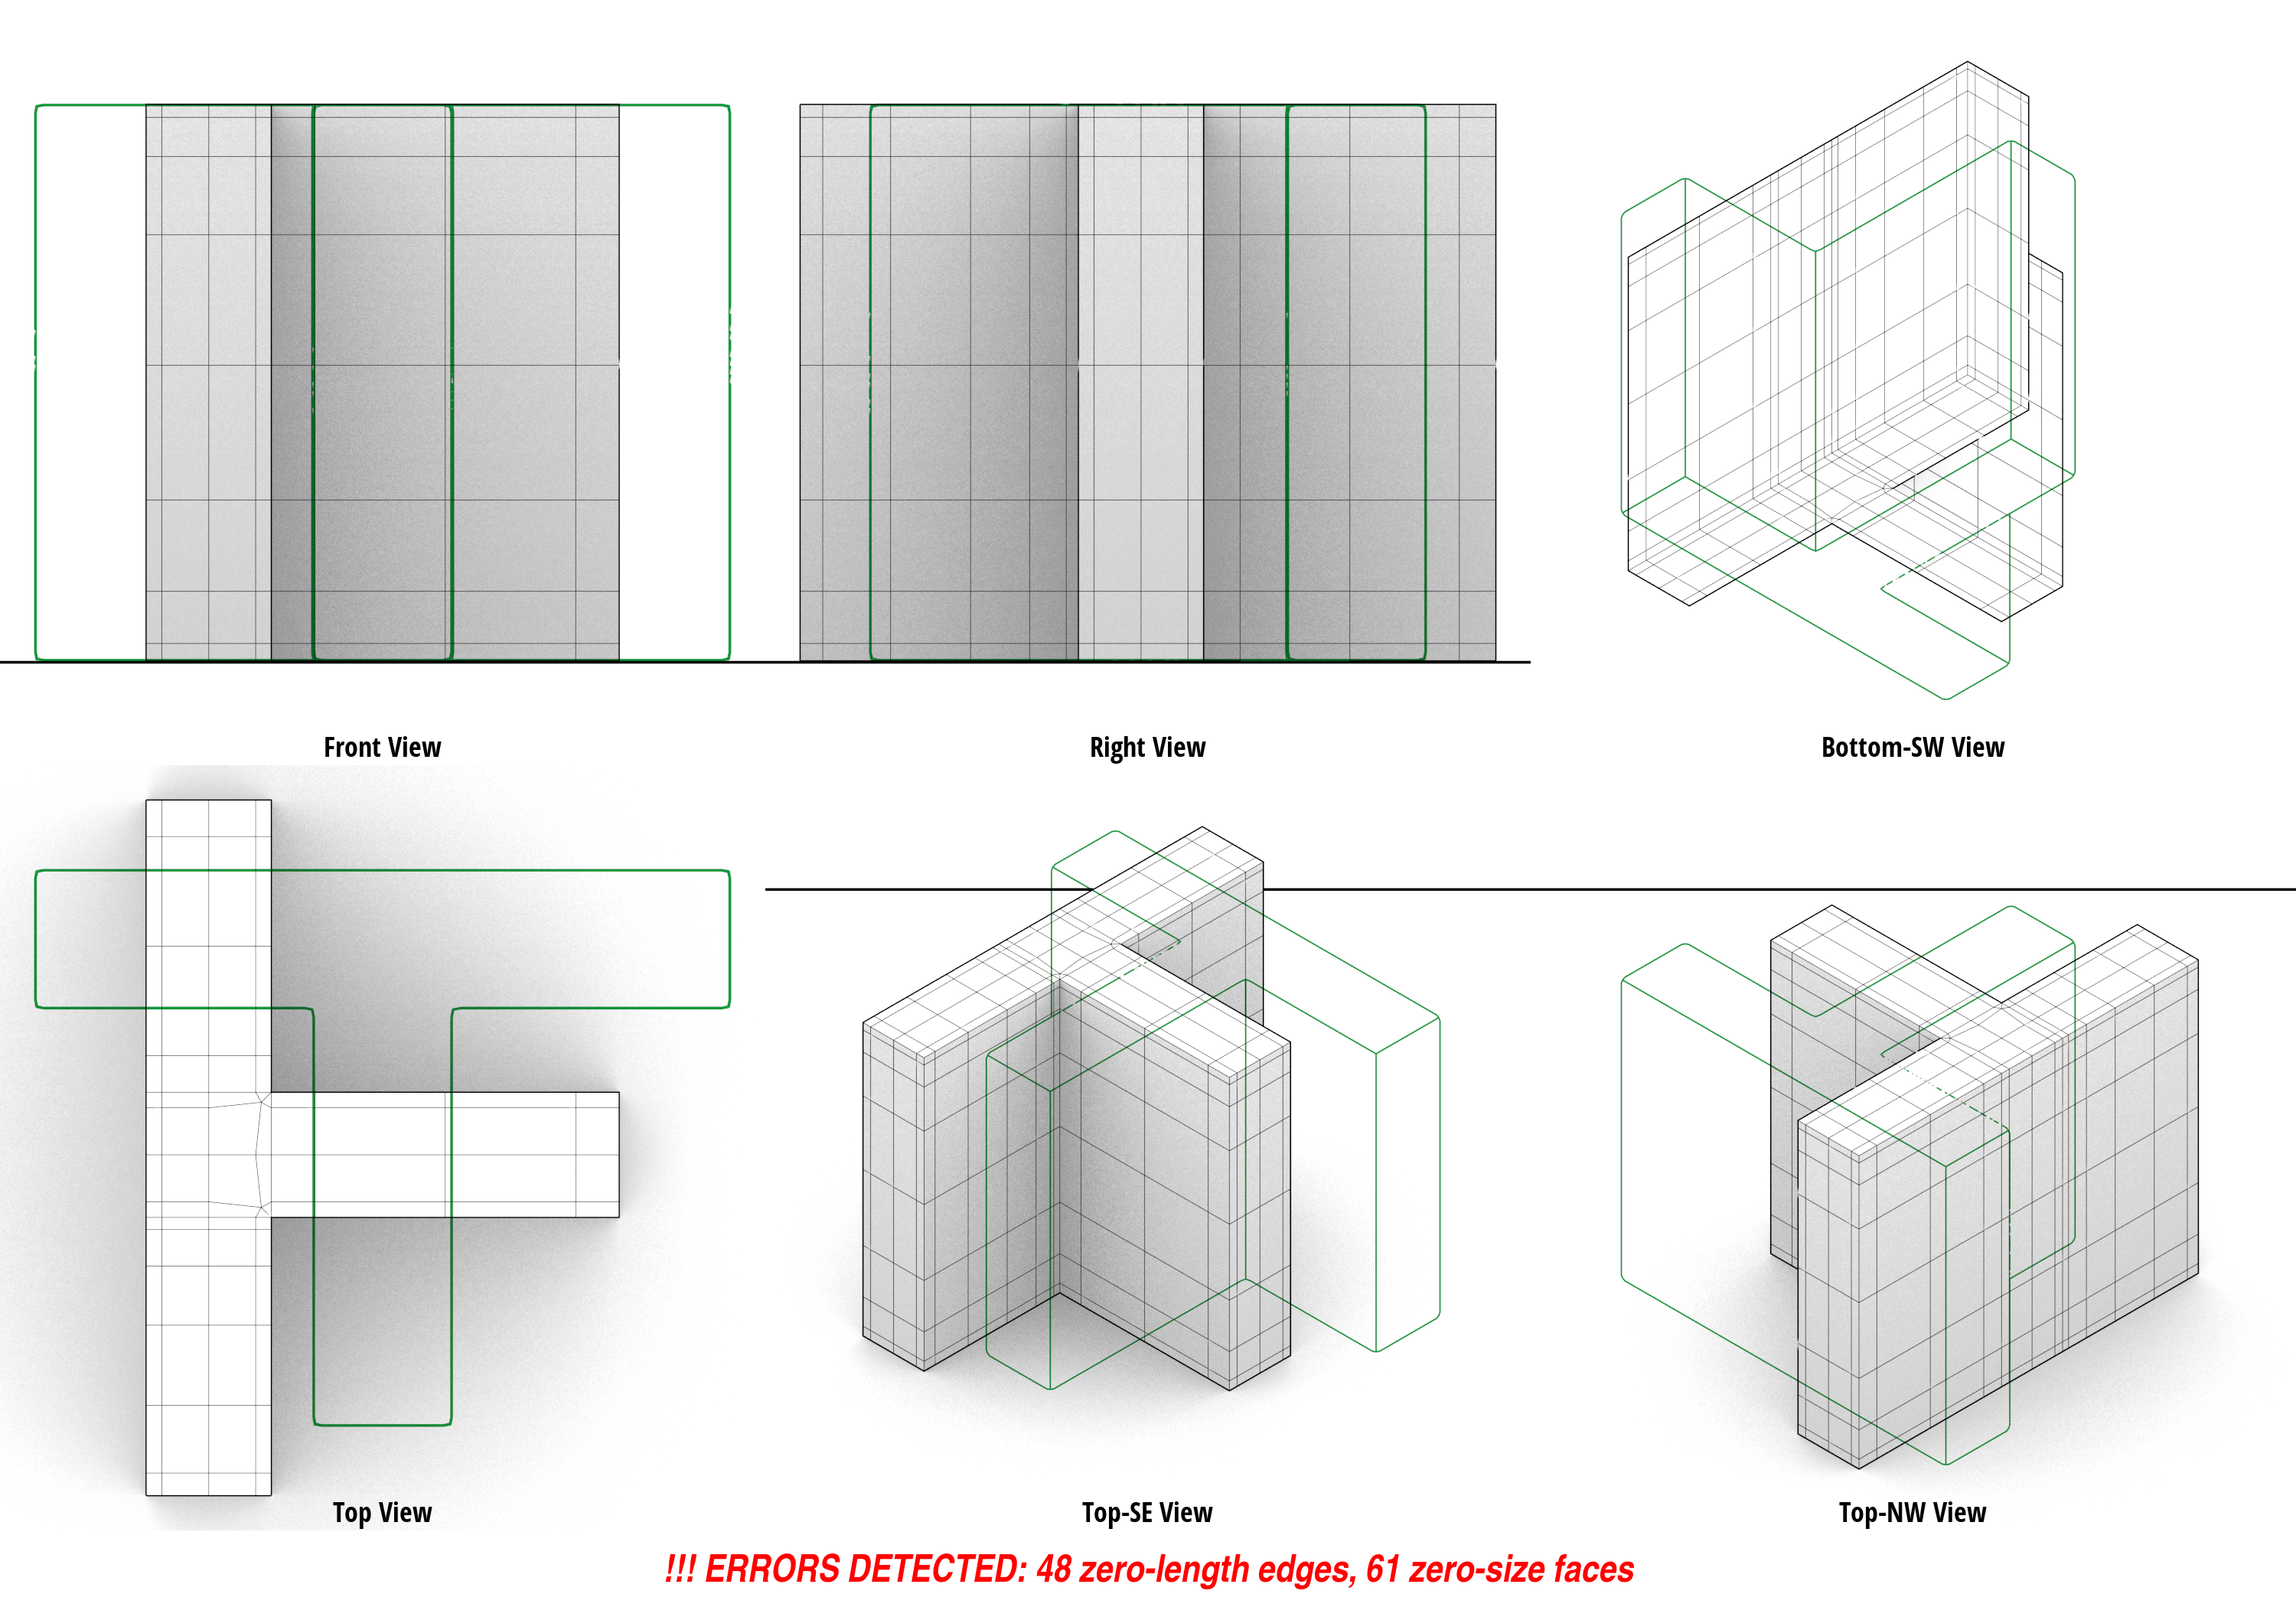 Front View
Right View
Bottom-SW View
Top View
Top-SE View
Top-NW View
!!! ERRORS DETECTED: 48 zero-length edges, 61 zero-size faces